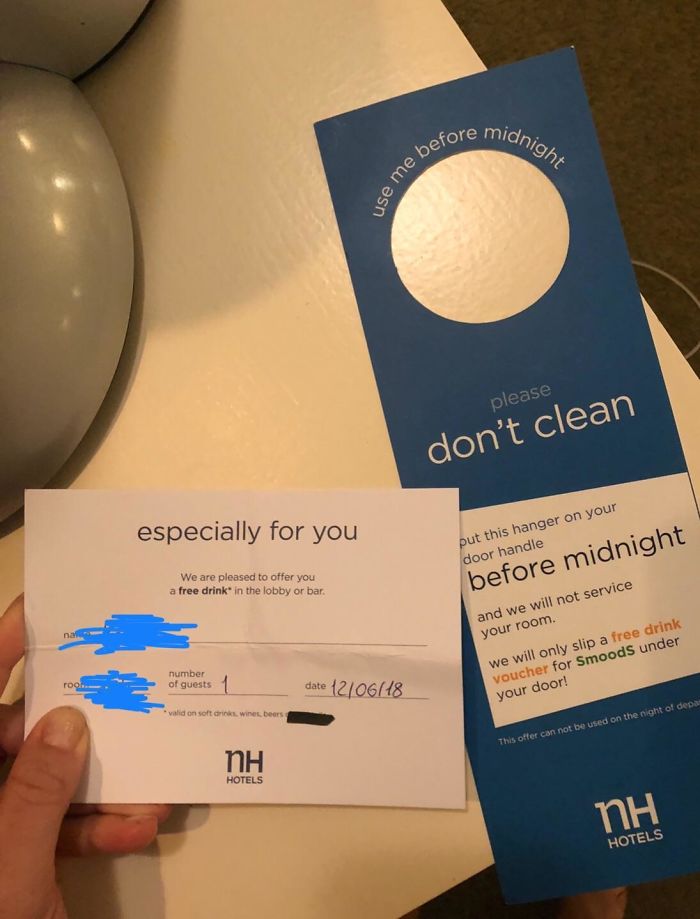 use me before midnight
please
don't clean
put this hanger on your
door handle
before midnight
and we will not service
your room.
we will only slip a free drink
voucher for SmoodS under
your door!
This offer can not be used on the night of
nH
HOTELS
especially for you
We are pleased to offer you
a free drink* in the lobby or bar.
number
of guests 1
date 12/06/18
* valid on soft drinks, wines, beers
nH
HOTELS